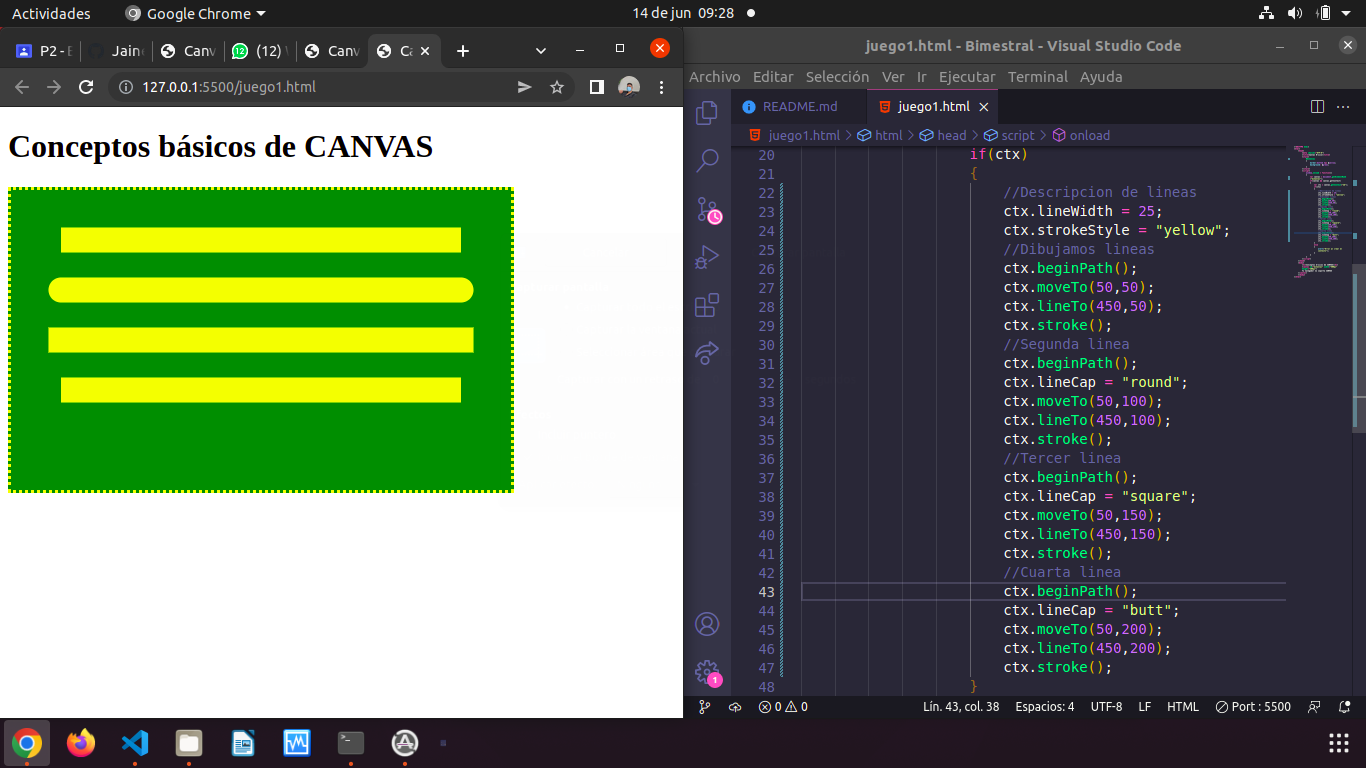 Actividades
Google Chrome
14 de jun 09:28
P2 -
Jain
Canv
(12)
Canv
Ca
127.0.0.1:5500/juego1.html
Conceptos básicos de CANVAS
juego1.html - Bimestral - Visual Studio Code
Archivo Editar Selección Ver Ir Ejecutar Terminal Ayuda
README.md
juego1.html
juego1.html > html > head > script > onload
20 if(ctx)
21 {
22 //Descripcion de lineas
23 ctx.lineWidth = 25;
24 ctx.strokeStyle = "yellow";
25 //Dibujamos lineas
26 ctx.beginPath();
27 ctx.moveTo(50,50);
28 ctx.lineTo(450,50);
29 ctx.stroke();
30 //Segunda linea
31 ctx.beginPath();
32 ctx.lineCap = "round";
33 ctx.moveTo(50,100);
34 ctx.lineTo(450,100);
35 ctx.stroke();
36 //Tercer linea
37 ctx.beginPath();
38 ctx.lineCap = "square";
39 ctx.moveTo(50,150);
40 ctx.lineTo(450,150);
41 ctx.stroke();
42 //Cuarta linea
43 ctx.beginPath();
44 ctx.lineCap = "butt";
45 ctx.moveTo(50,200);
46 ctx.lineTo(450,200);
47 ctx.stroke();
48 }
1
0 0
Lín. 43, col. 38
Espacios: 4
UTF-8
LF
HTML
Port : 5500